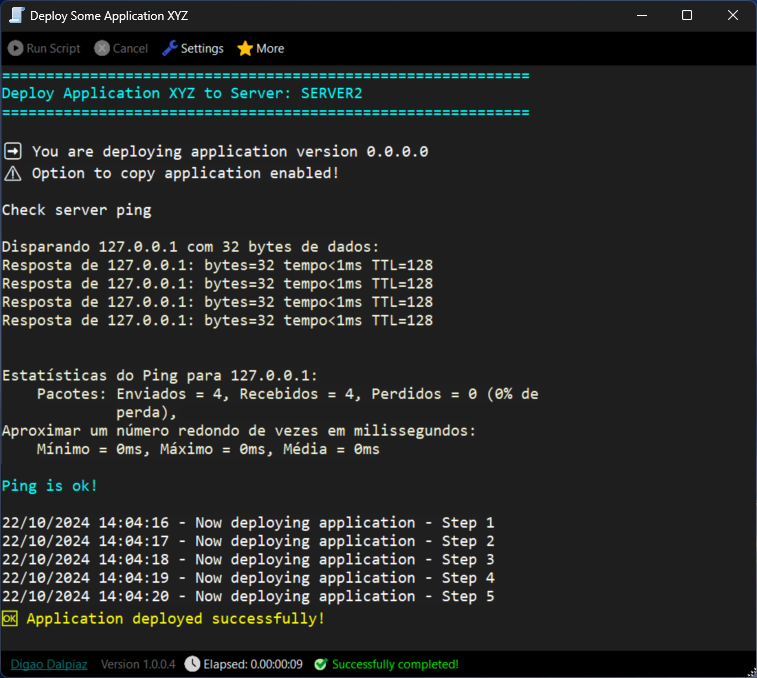 Deploy Some Application XYZ
Run Script Cancel Settings More
============================================================
Deploy Application XYZ to Server: SERVER2
============================================================
You are deploying application version 0.0.0.0
Option to copy application enabled!
Check server ping
Disparando 127.0.0.1 com 32 bytes de dados:
Resposta de 127.0.0.1: bytes=32 tempo<1ms TTL=128
Resposta de 127.0.0.1: bytes=32 tempo<1ms TTL=128
Resposta de 127.0.0.1: bytes=32 tempo<1ms TTL=128
Resposta de 127.0.0.1: bytes=32 tempo<1ms TTL=128
Estatísticas do Ping para 127.0.0.1:
Pacotes: Enviados = 4, Recebidos = 4, Perdidos = 0 (0% de
perda),
Aproximar um número redondo de vezes em milissegundos:
Mínimo = 0ms, Máximo = 0ms, Média = 0ms
Ping is ok!
22/10/2024 14:04:16 - Now deploying application - Step 1
22/10/2024 14:04:17 - Now deploying application - Step 2
22/10/2024 14:04:18 - Now deploying application - Step 3
22/10/2024 14:04:19 - Now deploying application - Step 4
22/10/2024 14:04:20 - Now deploying application - Step 5
OK Application deployed successfully!
Digao Dalpiaz Version 1.0.0.4 Elapsed: 0.00:00:09 Successfully completed!